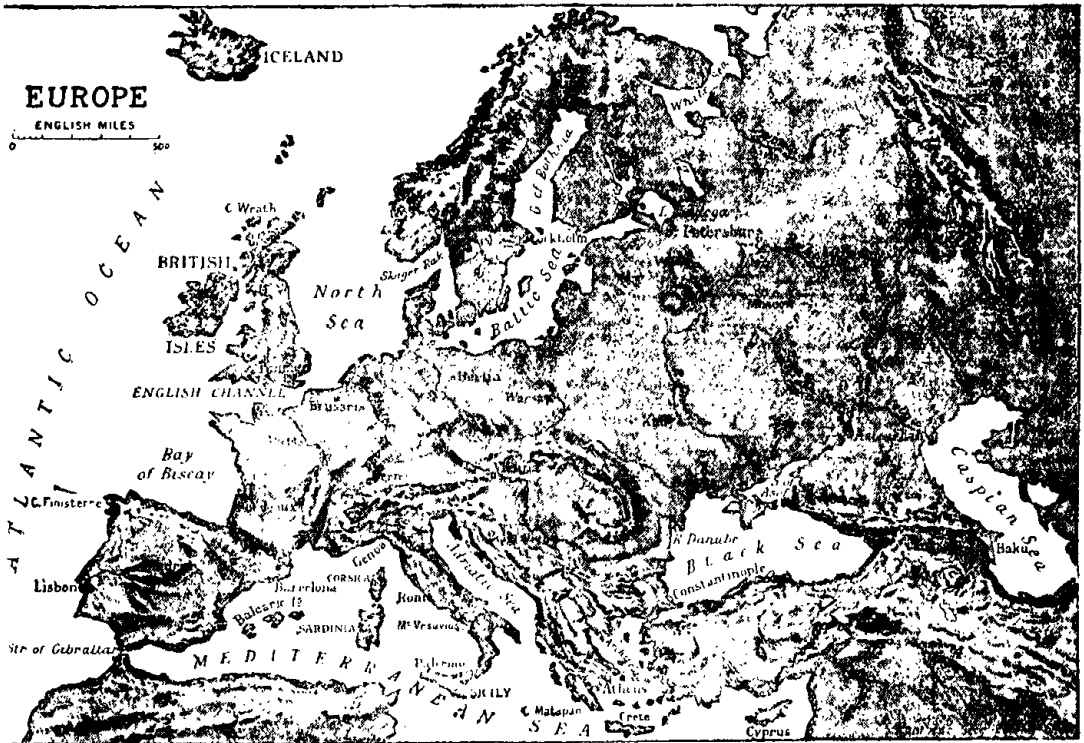 ICELAND
EUROPE
ENGLISH MILES
0 500
ATLANTIC OCEAN
C. Wrath
BRITISH
ISLES
North
Sea
Skager Rak
G of Bothnia
White
Petersburg
Baltic Sea
ENGLISH CHANNEL
Brussels
Berlin
Bay
of Biscay
C. Finisterre
Lisbon
Str of Gibraltar
Barcelona
Balearic Is
Genoa
CORSICA
SARDINIA
Rome
Mt Vesuvius
Adriatic Sea
Palermo
SICILY
MEDITERRANEAN
SEA
C Matapan
Athens
Crete
Cyprus
R Danube
Black Sea
Constantinople
Caspian Sea
Baku